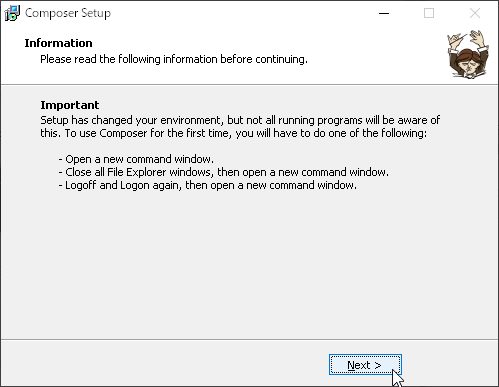 Composer Setup
Information
Please read the following information before continuing.
Important
Setup has changed your environment, but not all running programs will be aware of
this. To use Composer for the first time, you will have to do one of the following:
- Open a new command window.
- Close all File Explorer windows, then open a new command window.
- Logoff and Logon again, then open a new command window.
Next >